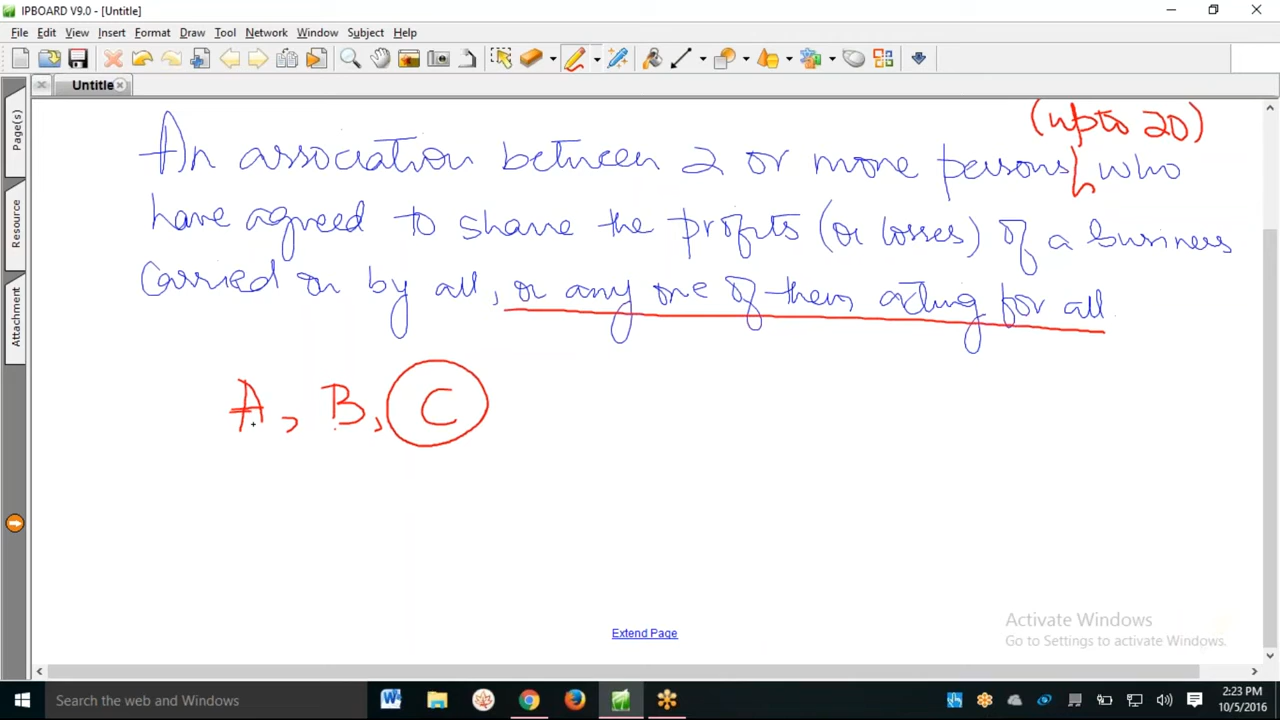 IPBOARD V9.0 - [Untitle]
File Edit View Insert Format Draw Tool Network Window Subject Help
Untitle
Page(s)
Resource
Attachment
(upto 20)
An association between 2 or more persons who
have agreed to share the profits (or losses) of a business
Carried on by all, or any one of them acting for all
A, B, C
Activate Windows
Go to Settings to activate Windows.
Extend Page
Search the web and Windows
2:23 PM
10/5/2016